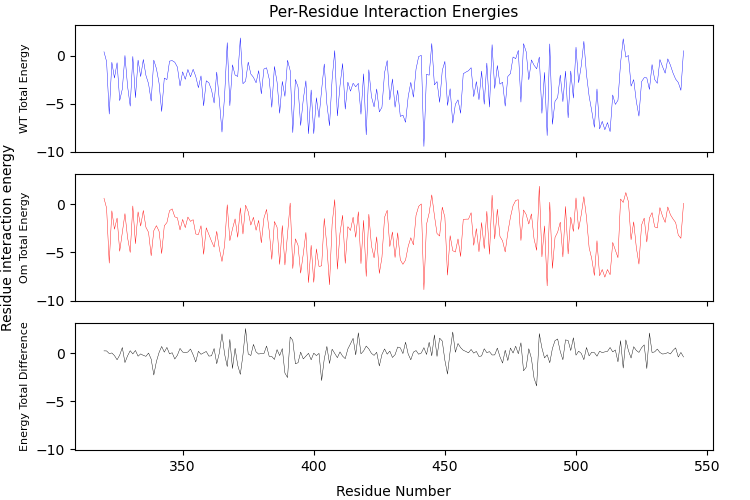 Per-Residue Interaction Energies
Residue interaction energy
WT Total Energy
0
−5
−10
Om Total Energy
0
−5
−10
Energy Total Difference
0
−5
−10
350 400 450 500 550
Residue Number